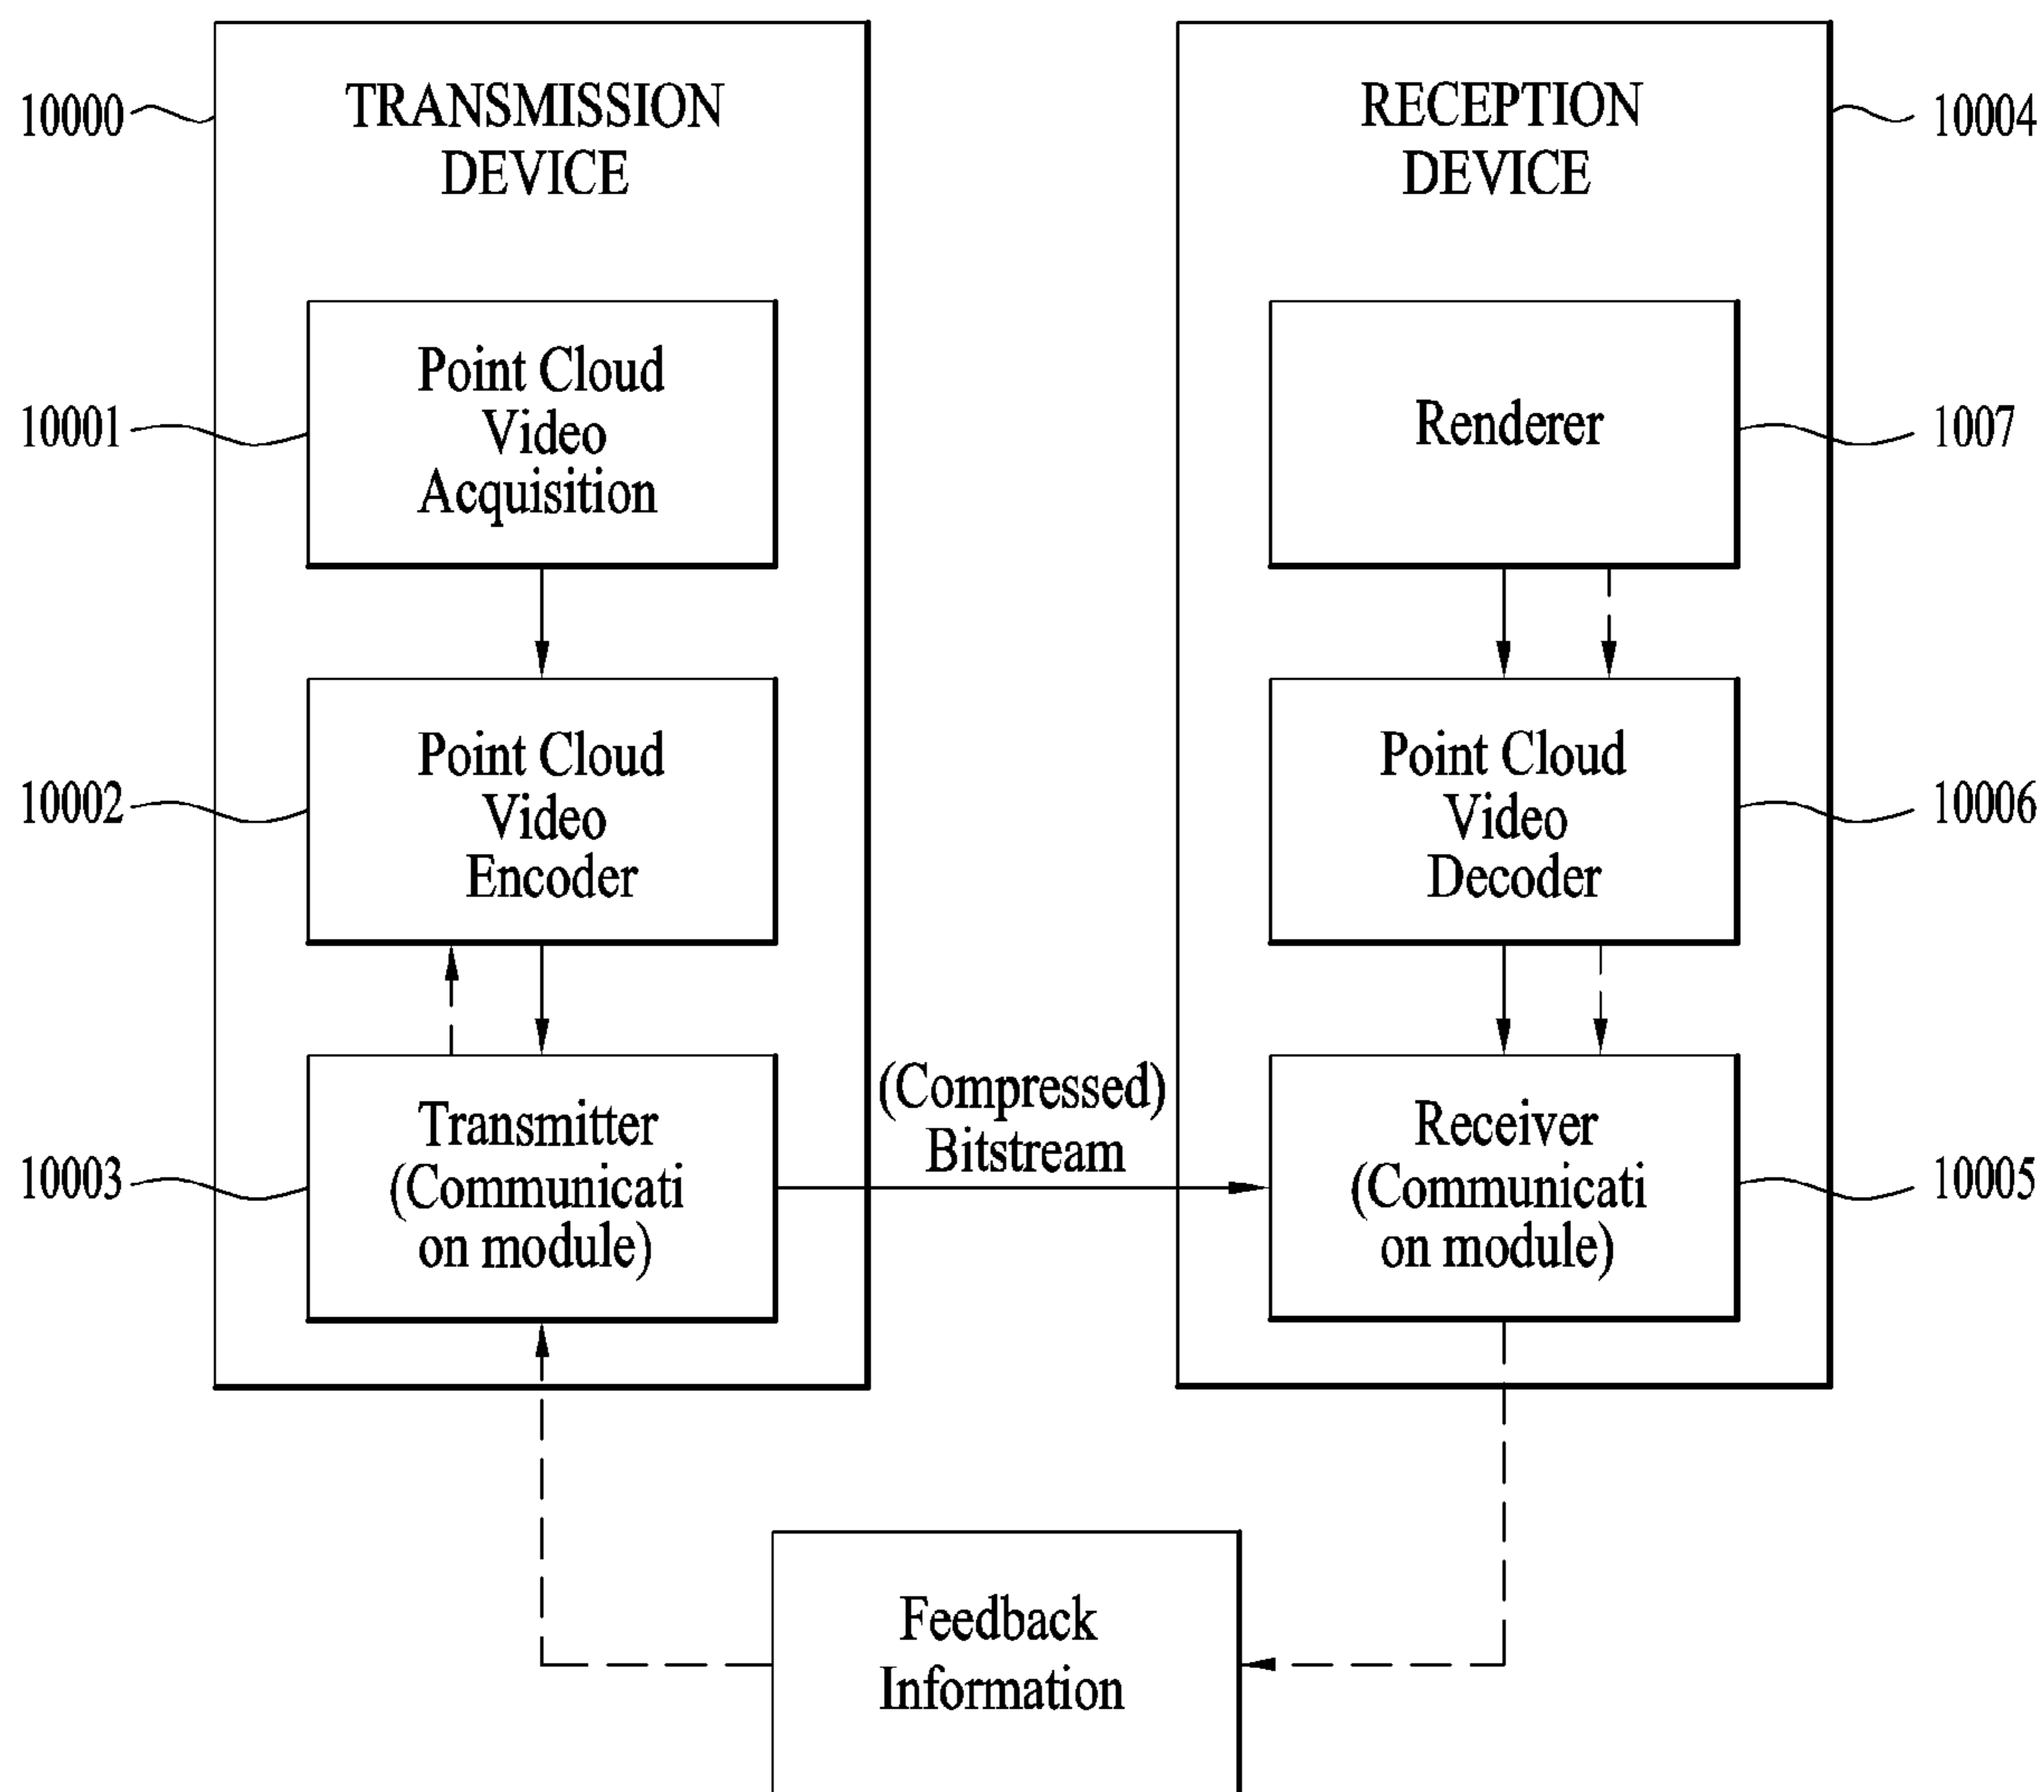 10000
TRANSMISSION
DEVICE
10001
Point Cloud
Video
Acquisition
10002
Point Cloud
Video
Encoder
10003
Transmitter
(Communicati
on module)
(Compressed)
Bitstream
RECEPTION
DEVICE
10004
Renderer
1007
Point Cloud
Video
Decoder
10006
Receiver
(Communicati
on module)
10005
Feedback
Information